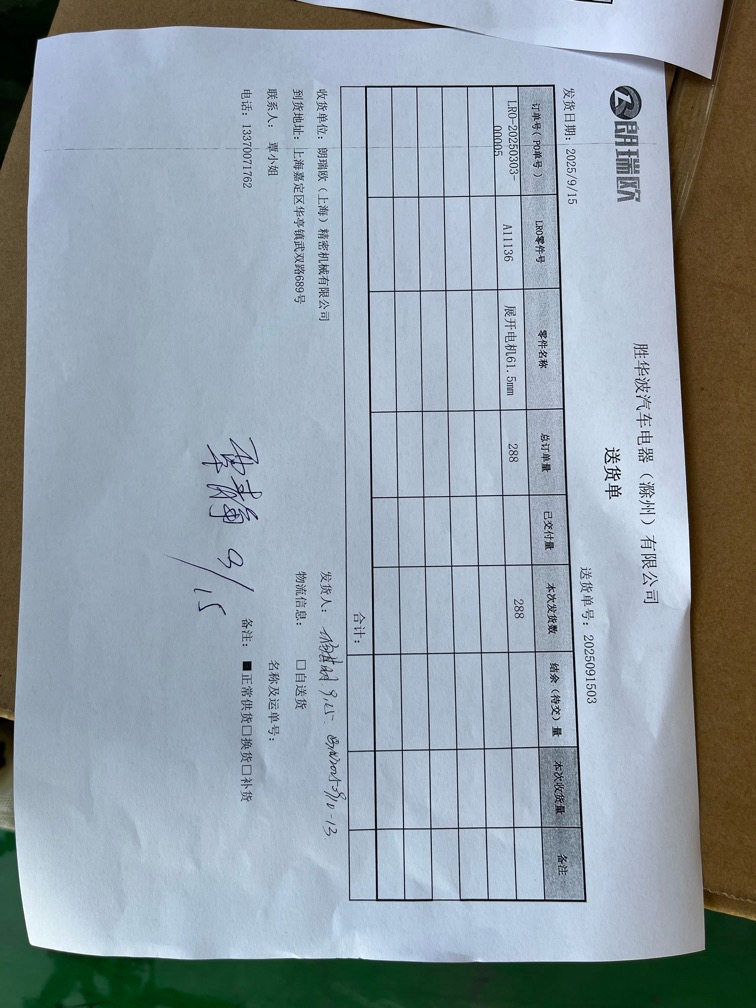 朗瑞欧
胜华波汽车电器（滁州）有限公司
送货单
发货日期：2025/9/15 送货单号：2025091503
订单号（PO单号） LRO零件号 零件名称 总订单量 已交付量 本次发货数 结余（待交）量 本次收货量 备注
LRO-20250303-00005 A11136 展开电机61.5mm 288 288
合计：
收货单位：朗瑞欧（上海）精密机械有限公司 发货人： 9.15
到货地址：上海嘉定区华亭镇武双路689号 物流信息： □自送货
联系人：覃小姐 名称及运单号：
电话：13370071762 备注：■正常供货□换货□补货
9/15